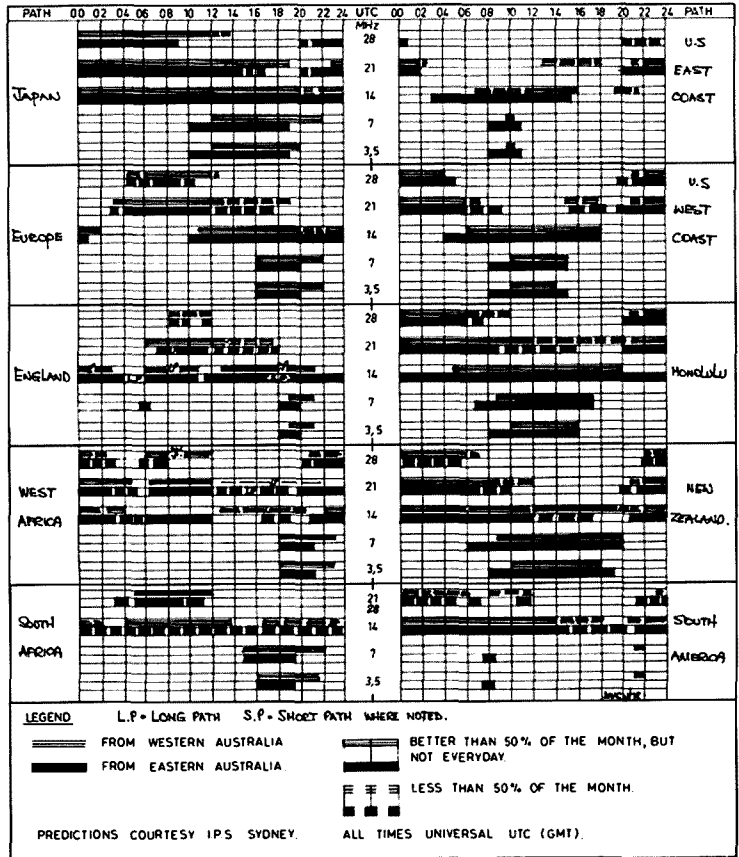 PATH 00 02 04 06 08 10 12 14 16 18 20 22 24 UTC 00 02 04 06 08 10 12 14 16 18 20 22 24 PATH
MHz
28 U.S
21 EAST
JAPAN 14 COAST
7
3,5
28 U.S
21 WEST
EUROPE 14 COAST
7
3,5
28
21
ENGLAND 14 HONOLULU
7
3,5
28
WEST 21 NEW
AFRICA 14 ZEALAND.
7
3,5
21
28
SOUTH 14 SOUTH
AFRICA 7 AMERICA
3,5
LEGEND L.P = LONG PATH S.P = SHORT PATH WHERE NOTED.
FROM WESTERN AUSTRALIA BETTER THAN 50% OF THE MONTH, BUT
FROM EASTERN AUSTRALIA. NOT EVERYDAY.
LESS THAN 50% OF THE MONTH.
PREDICTIONS COURTESY I.P.S SYDNEY. ALL TIMES UNIVERSAL UTC (GMT).